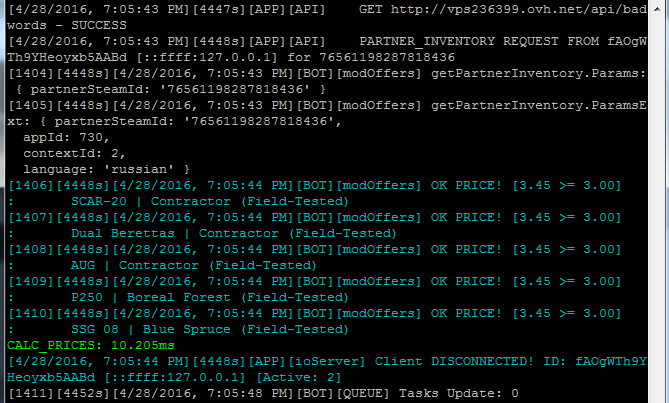 [4/28/2016, 7:05:43 PM][4447s][APP][API]    GET http://vps236399.ovh.net/api/bad
words - SUCCESS
[4/28/2016, 7:05:43 PM][4448s][APP][API]    PARTNER_INVENTORY REQUEST FROM fAOgW
Th9YHeoyxb5AABd [::ffff:127.0.0.1] for 76561198287818436
[1404][4448s][4/28/2016, 7:05:43 PM][BOT][modOffers] getPartnerInventory.Params:
 { partnerSteamId: '76561198287818436' }
[1405][4448s][4/28/2016, 7:05:43 PM][BOT][modOffers] getPartnerInventory.ParamsE
xt: { partnerSteamId: '76561198287818436',
  appId: 730,
  contextId: 2,
  language: 'russian' }
[1406][4448s][4/28/2016, 7:05:44 PM][BOT][modOffers] OK PRICE! [3.45 >= 3.00]
:       SCAR-20 | Contractor (Field-Tested)
[1407][4448s][4/28/2016, 7:05:44 PM][BOT][modOffers] OK PRICE! [3.45 >= 3.00]
:       Dual Berettas | Contractor (Field-Tested)
[1408][4448s][4/28/2016, 7:05:44 PM][BOT][modOffers] OK PRICE! [3.45 >= 3.00]
:       AUG | Contractor (Field-Tested)
[1409][4448s][4/28/2016, 7:05:44 PM][BOT][modOffers] OK PRICE! [3.45 >= 3.00]
:       P250 | Boreal Forest (Field-Tested)
[1410][4448s][4/28/2016, 7:05:44 PM][BOT][modOffers] OK PRICE! [3.45 >= 3.00]
:       SSG 08 | Blue Spruce (Field-Tested)
CALC_PRICES: 10.205ms
[4/28/2016, 7:05:44 PM][4448s][APP][ioServer] Client DISCONNECTED! ID: fAOgWTh9Y
Heoyxb5AABd [::ffff:127.0.0.1] [Active: 2]
[1411][4452s][4/28/2016, 7:05:48 PM][BOT][QUEUE] Tasks Update: 0